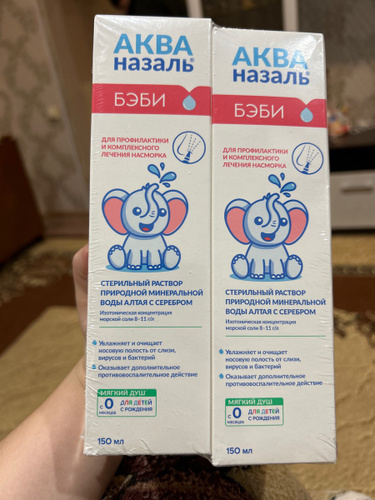 АКВА
назаль®
БЭБИ
ДЛЯ ПРОФИЛАКТИКИ
И КОМПЛЕКСНОГО
ЛЕЧЕНИЯ НАСМОРКА
СТЕРИЛЬНЫЙ РАСТВОР
ПРИРОДНОЙ МИНЕРАЛЬНОЙ
ВОДЫ АЛТАЯ С СЕРЕБРОМ
Изотоническая концентрация
морской соли 8-11 г/л
Увлажняет и очищает
носовую полость от слизи,
вирусов и бактерий
Оказывает дополнительное
противовоспалительное действие
МЯГКИЙ ДУШ
С 0 МЕСЯЦЕВ
ДЛЯ ДЕТЕЙ
С РОЖДЕНИЯ
150 мл
АКВА
назаль®
БЭБИ
ДЛЯ ПРОФИЛАКТИКИ
И КОМПЛЕКСНОГО
ЛЕЧЕНИЯ НАСМОРКА
СТЕРИЛЬНЫЙ РАСТВОР
ПРИРОДНОЙ МИНЕРАЛЬНОЙ
ВОДЫ АЛТАЯ С СЕРЕБРОМ
Изотоническая концентрация
морской соли 8-11 г/л
Увлажняет и очищает
носовую полость от слизи,
вирусов и бактерий
Оказывает дополнительное
противовоспалительное действие
МЯГКИЙ ДУШ
С 0 МЕСЯЦЕВ
ДЛЯ ДЕТЕЙ
С РОЖДЕНИЯ
150 мл